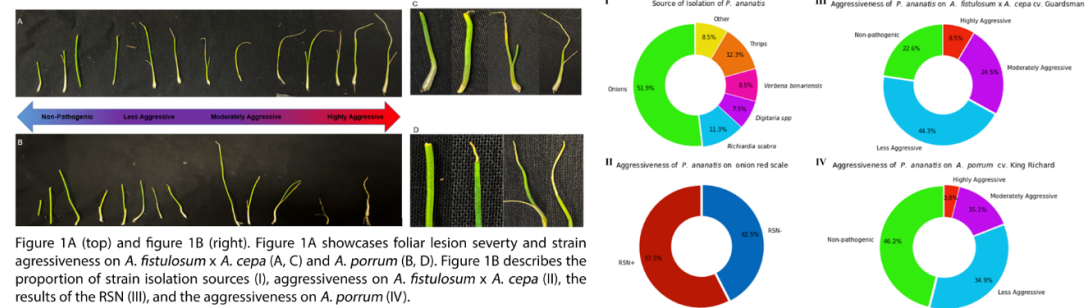 A
Non-Pathogenic Less Aggressive Moderately Aggressive Highly Aggressive
B
C
D
Figure 1A (top) and figure 1B (right). Figure 1A showcases foliar lesion severty and strain
agressiveness on A. fistulosum x A. cepa (A, C) and A. porrum (B, D). Figure 1B describes the
proportion of strain isolation sources (I), aggressiveness on A. fistulosum x A. cepa (II), the
results of the RSN (III), and the aggressiveness on A. porrum (IV).
I
Source of Isolation of P. ananatis
Other
8.5%
Thrips
12.3%
Verbena bonariensis
8.5%
Digitaria spp
7.5%
Richiardia scabra
11.3%
Onions
51.9%
II Aggressiveness of P. ananatis on onion red scale
RSN-
42.5%
RSN+
57.5%
III Aggressiveness of P. ananatis on A. fistulosum x A. cepa cv. Guardsman
Highly Aggressive
8.5%
Moderately Aggressive
24.5%
Less Aggressive
44.3%
Non-pathogenic
22.6%
IV Aggressiveness of P. ananatis on A. porrum cv. King Richard
Highly Aggressive
3.8%
Moderately Aggressive
15.1%
Less Aggressive
34.9%
Non-pathogenic
46.2%